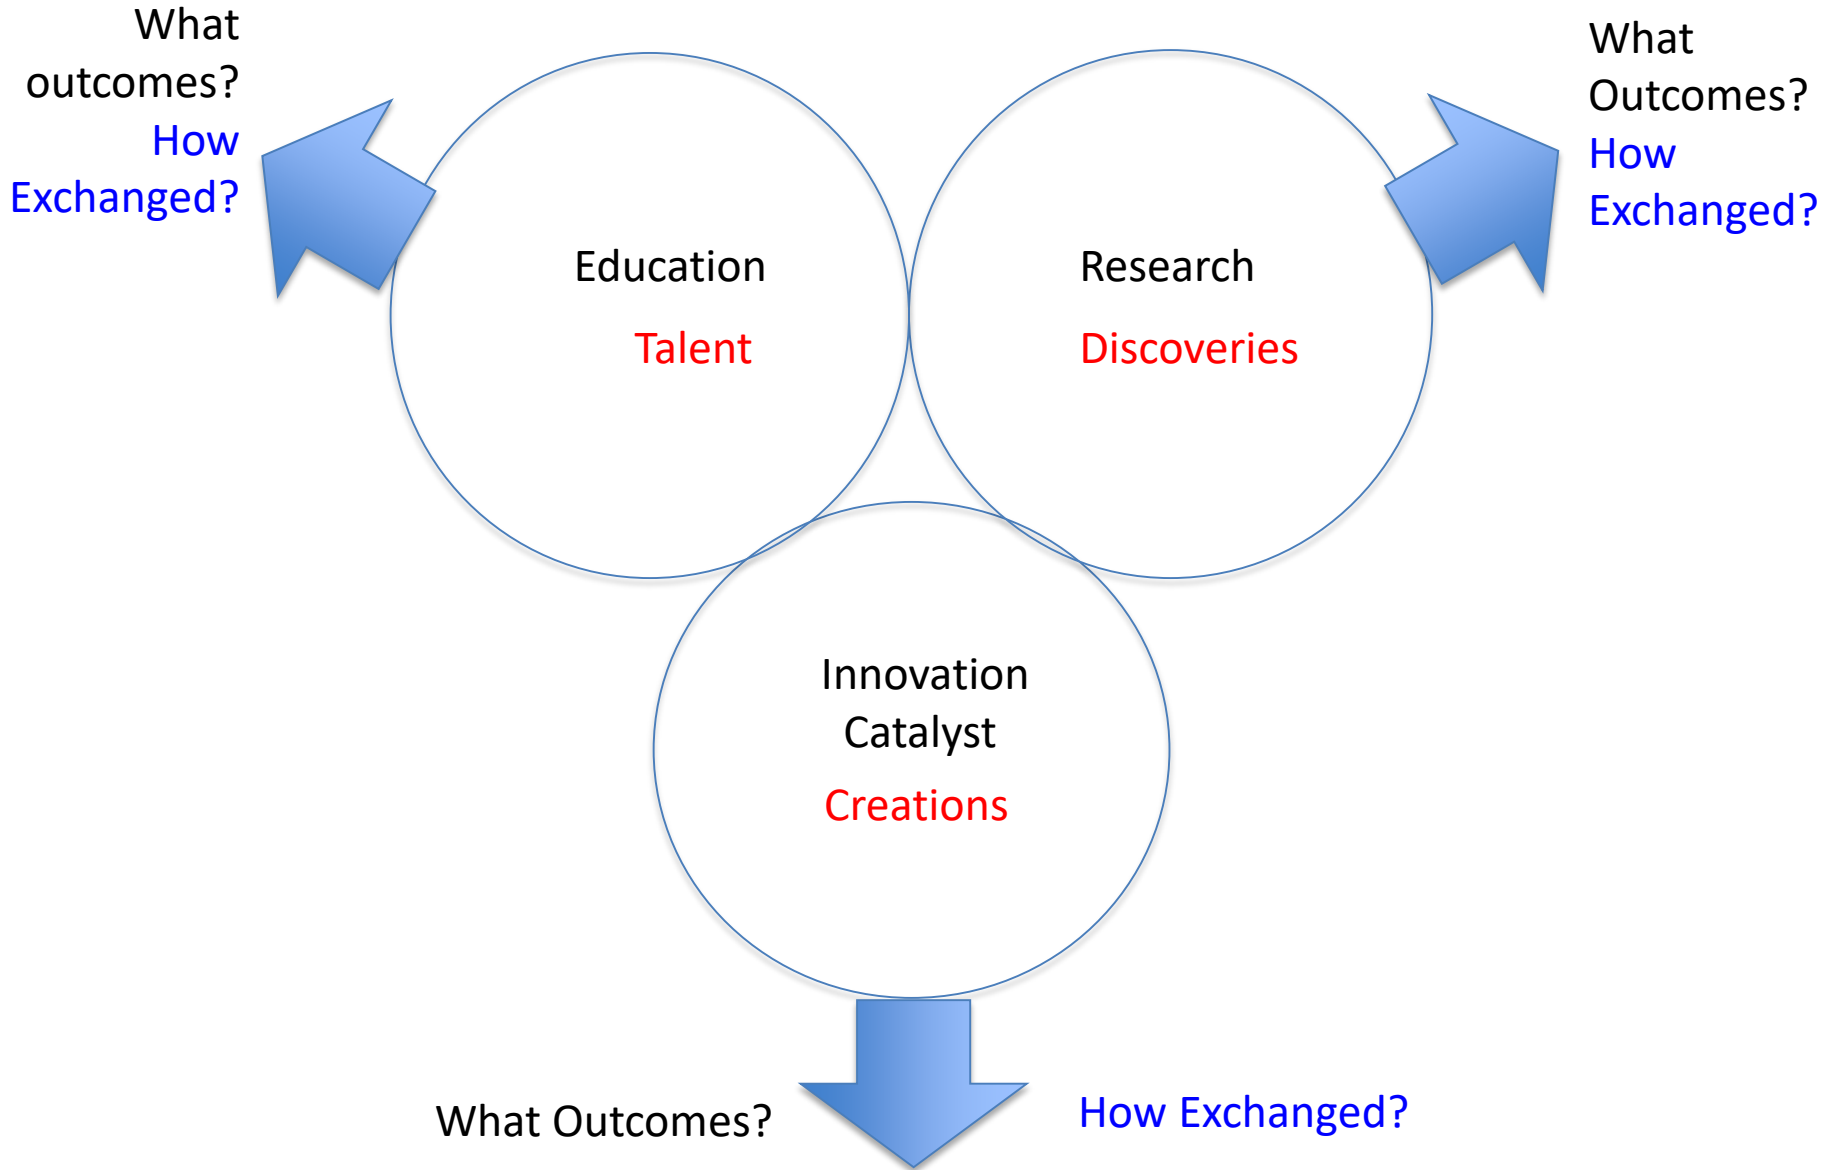 What
outcomes?
How
Exchanged?
What
Outcomes?
How
Exchanged?
Education
Talent
Research
Discoveries
Innovation
Catalyst
Creations
What Outcomes?
How Exchanged?